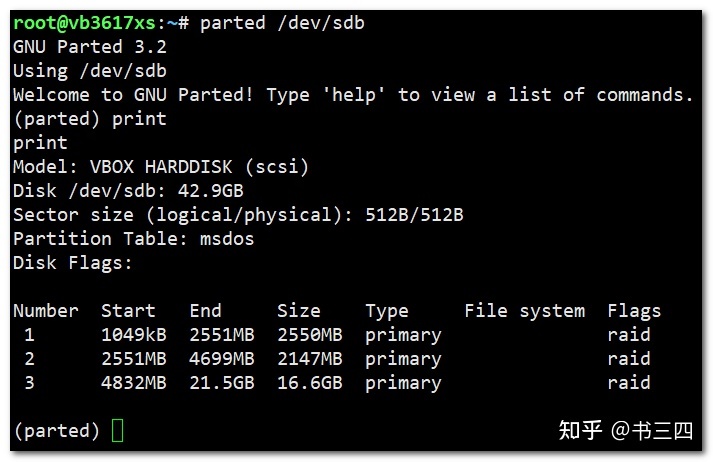 root@vb3617xs:~# parted /dev/sdb
GNU Parted 3.2
Using /dev/sdb
Welcome to GNU Parted! Type 'help' to view a list of commands.
(parted) print
print
Model: VBOX HARDDISK (scsi)
Disk /dev/sdb: 42.9GB
Sector size (logical/physical): 512B/512B
Partition Table: msdos
Disk Flags:
Number  Start   End     Size    Type     File system  Flags
 1      1049kB  2551MB  2550MB  primary               raid
 2      2551MB  4699MB  2147MB  primary               raid
 3      4832MB  21.5GB  16.6GB  primary               raid
(parted)
知乎 @书三四